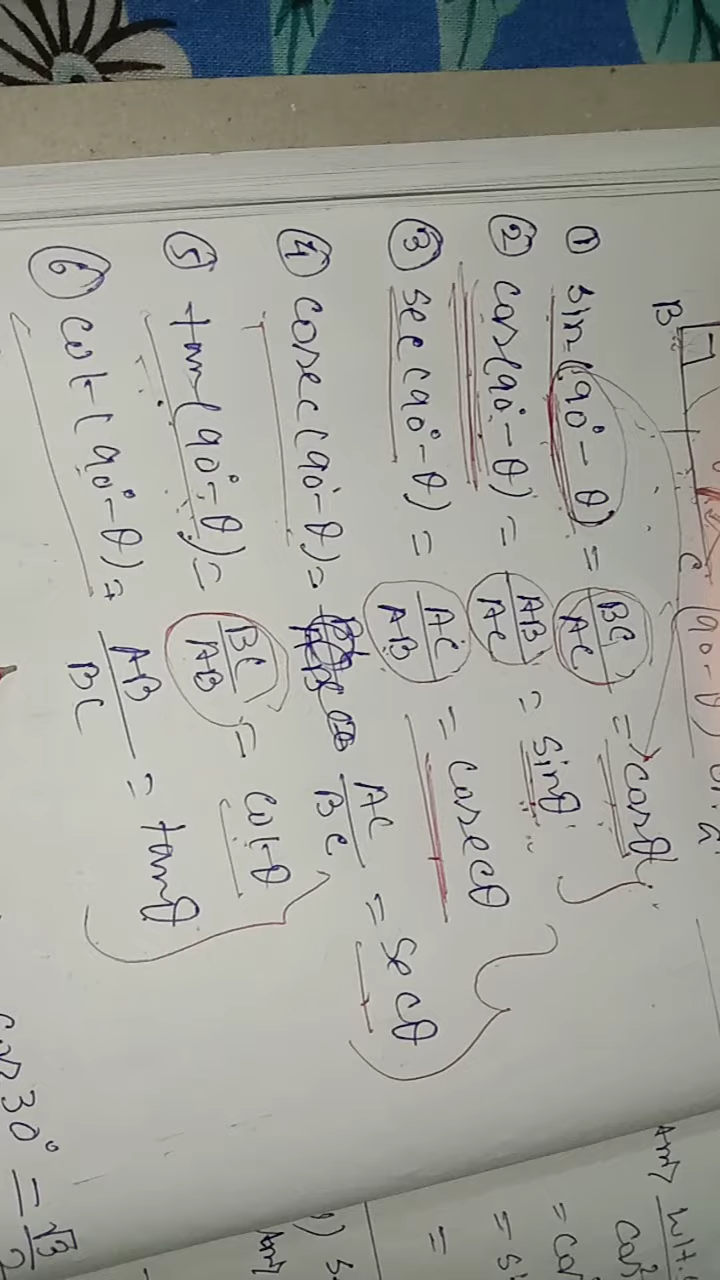 B
C
(90-θ)
① sin(90°-θ) = BC/AC = cosθ
② cos(90°-θ) = AB/AC = sinθ
③ sec(90°-θ) = AC/AB = cosecθ
④ cosec(90°-θ) = AC/BC = secθ
⑤ tan(90°-θ) = BC/AB = cotθ
⑥ cot(90°-θ) = AB/BC = tanθ
cos 30° = √3/2